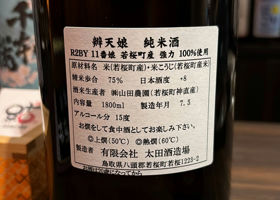 辨天娘 純米酒
R2BY 11番娘 若桜町産 強力 100%使用
原材料名 米(若桜町産)・米こうじ(若桜町産米)
精米歩合 75% 日本酒度 +8
酒米生産者 ㈱山田農園(若桜町神直)
内容量 1800ml 製造年月 7.3
アルコール分 15度
お燗をして食中酒としてお楽しみ下さい。
◎上燗(50℃) ◎熱燗(60℃)
製造者 有限会社 太田酒造場
鳥取県八頭郡若桜町若桜1223-2